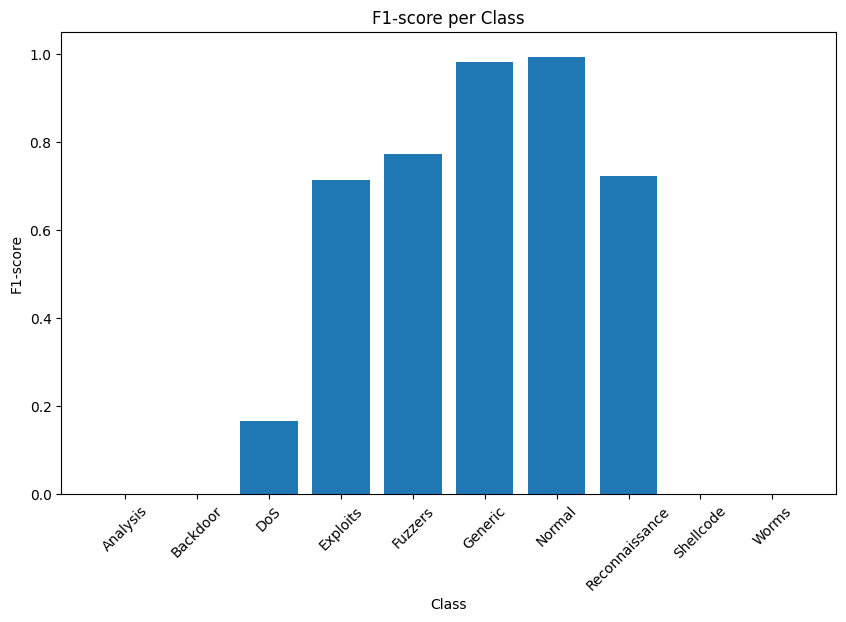 F1-score per Class
1.0
0.8
0.6
0.4
0.2
0.0
F1-score
Analysis
Backdoor
DoS
Exploits
Fuzzers
Generic
Normal
Reconnaissance
Shellcode
Worms
Class